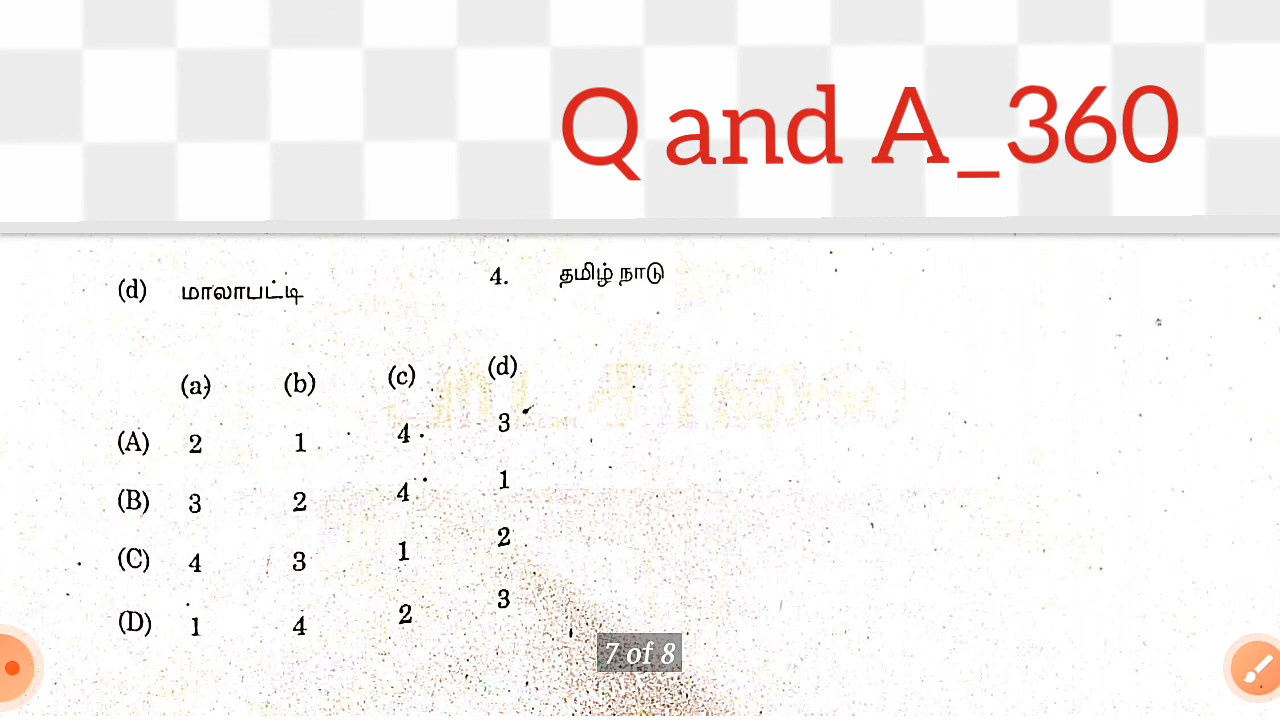 Q and A_360
(d) மாலாபட்டி 4. தமிழ் நாடு
(a) (b) (c) (d)
(A) 2 1 4 3
(B) 3 2 4 1
(C) 4 3 1 2
(D) 1 4 2 3
7 of 8